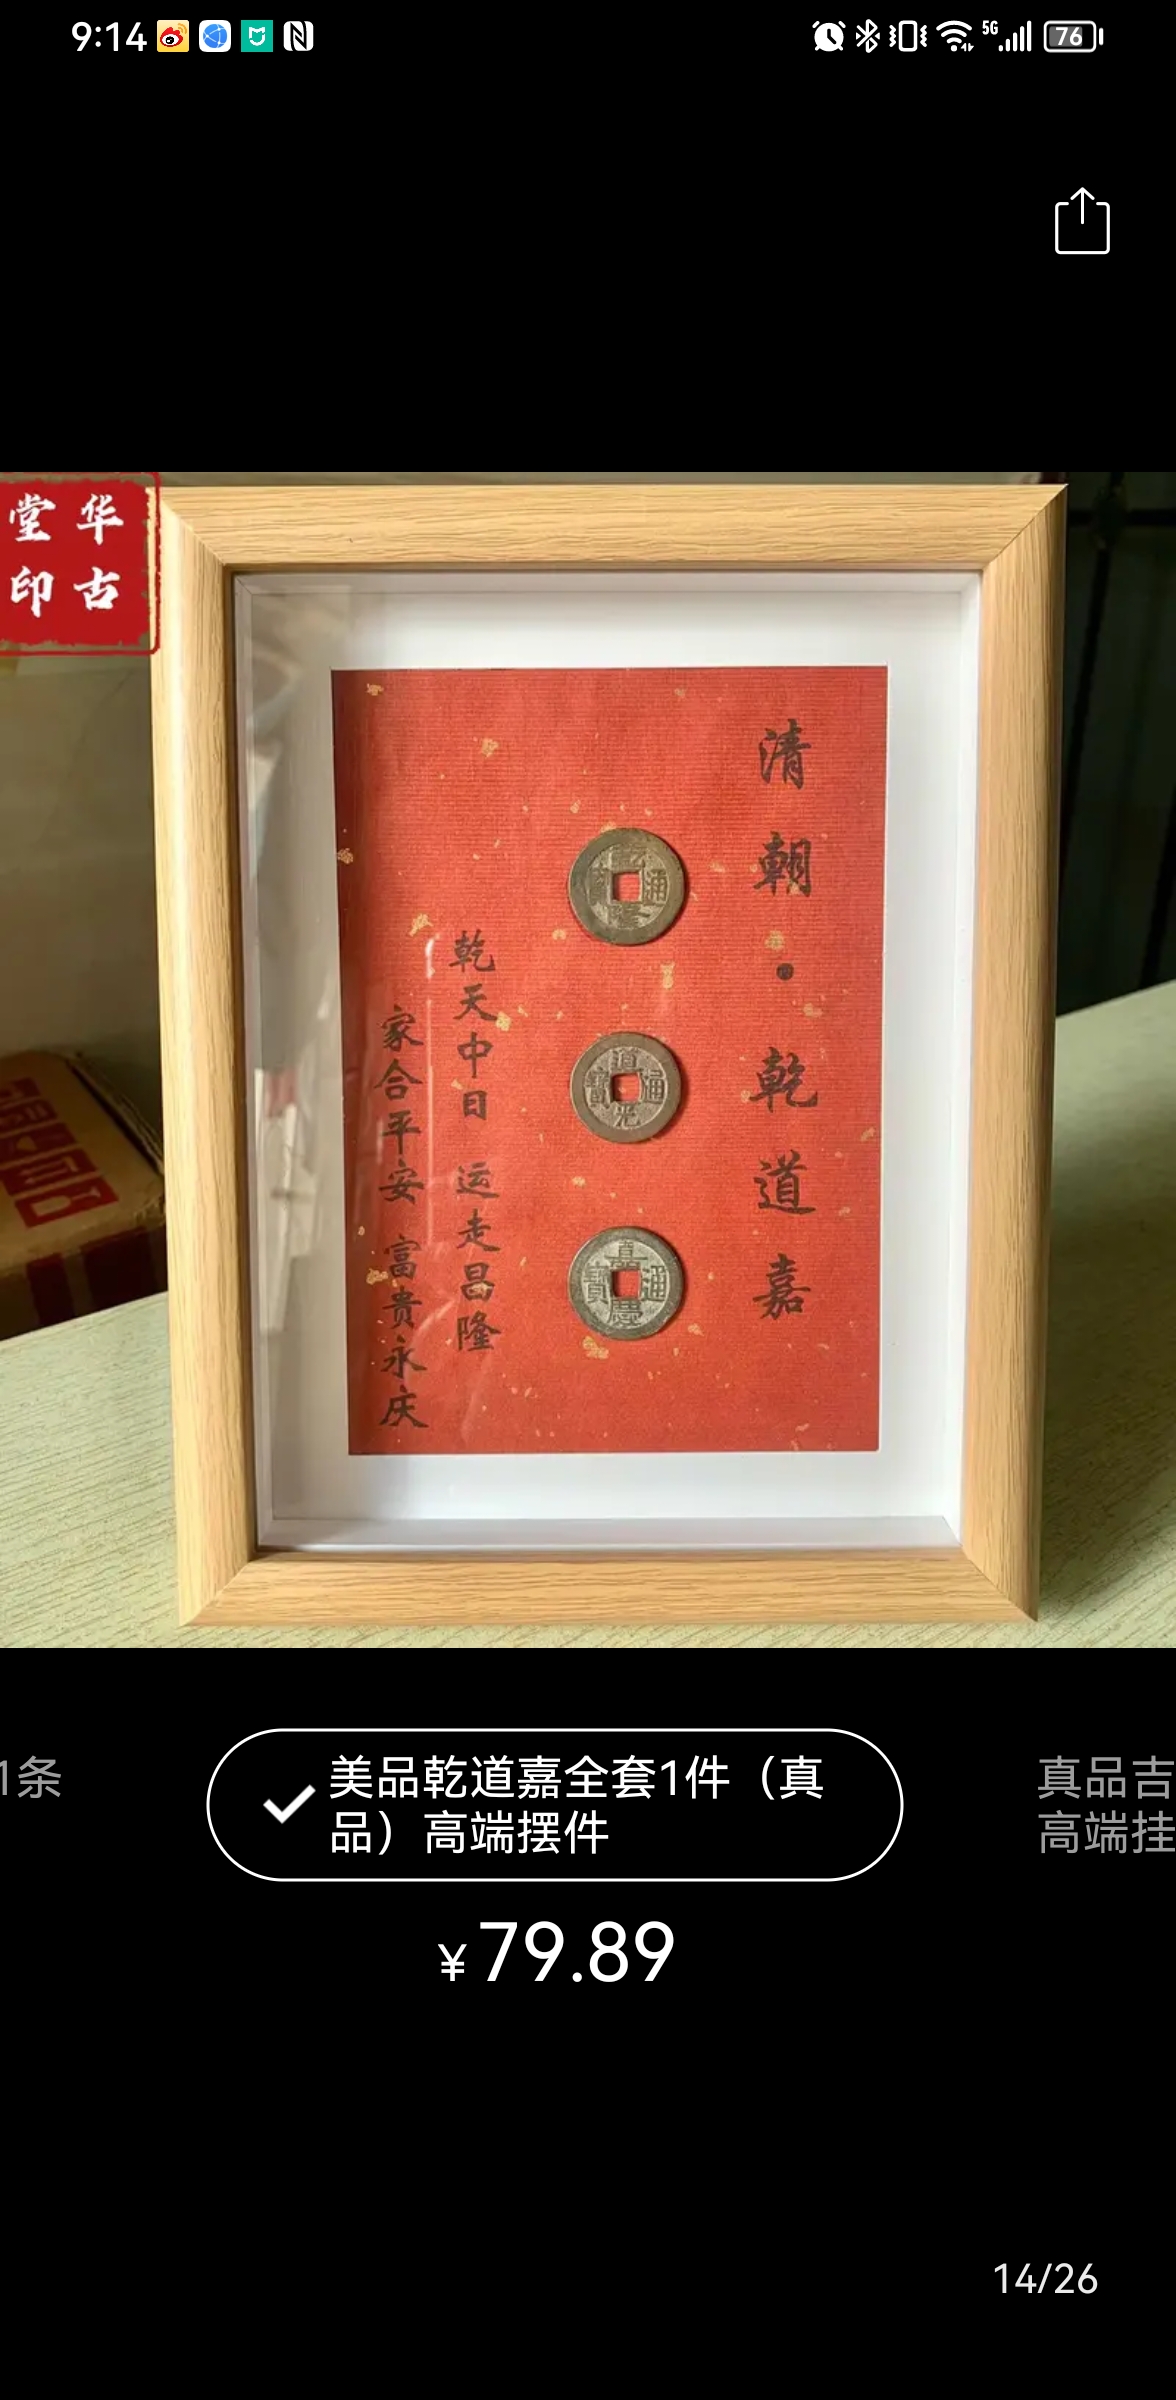 9:14
5G
76
华古
堂印
清朝·乾道嘉
乾隆通寶
道光通寶
嘉慶通寶
乾天中日 运走昌隆
家合平安 富贵永庆
1条
美品乾道嘉全套1件（真
品）高端摆件
真品吉
高端挂
¥79.89
14/26